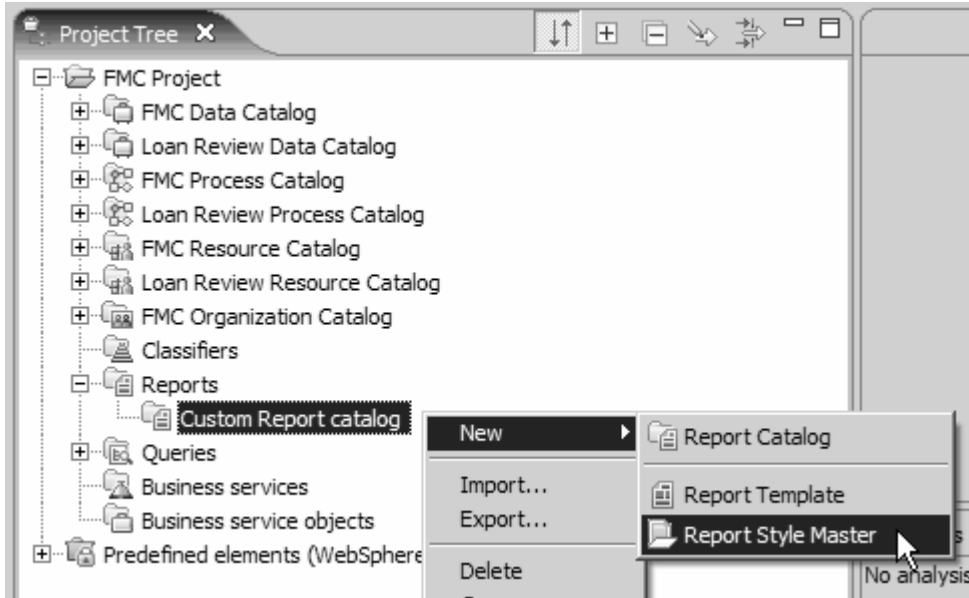 Project Tree
FMC Project
FMC Data Catalog
Loan Review Data Catalog
FMC Process Catalog
Loan Review Process Catalog
FMC Resource Catalog
Loan Review Resource Catalog
FMC Organization Catalog
Classifiers
Reports
Custom Report catalog
Queries
Business services
Business service objects
Predefined elements (WebSphere
New
Import...
Export...
Delete
Report Catalog
Report Template
Report Style Master
No analysis